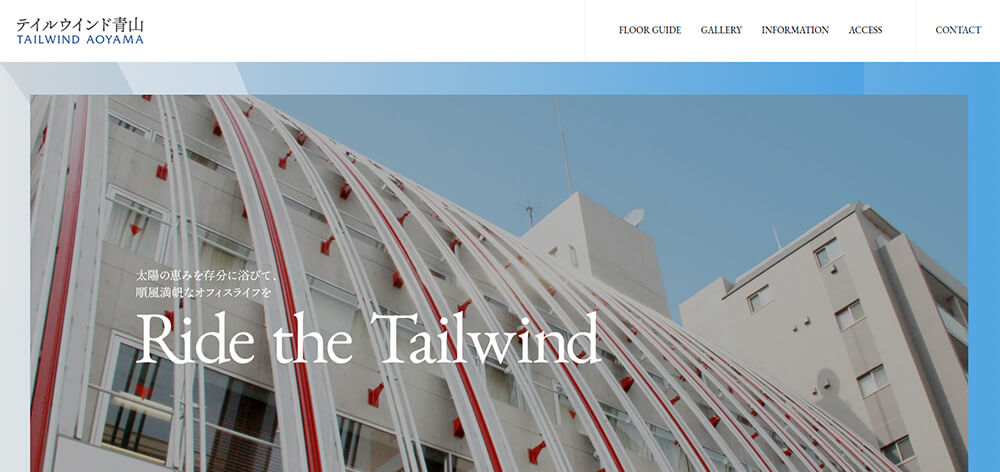 テイルウインド青山
TAILWIND AOYAMA
FLOOR GUIDE
GALLERY
INFORMATION
ACCESS
CONTACT
太陽の恵みを存分に浴びて、
順風満帆なオフィスライフを
Ride the Tailwind